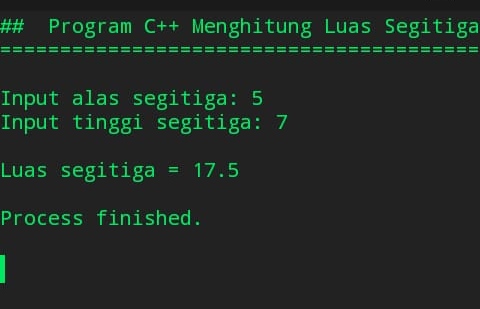 ##  Program C++ Menghitung Luas Segitiga
========================================
Input alas segitiga: 5
Input tinggi segitiga: 7
Luas segitiga = 17.5
Process finished.